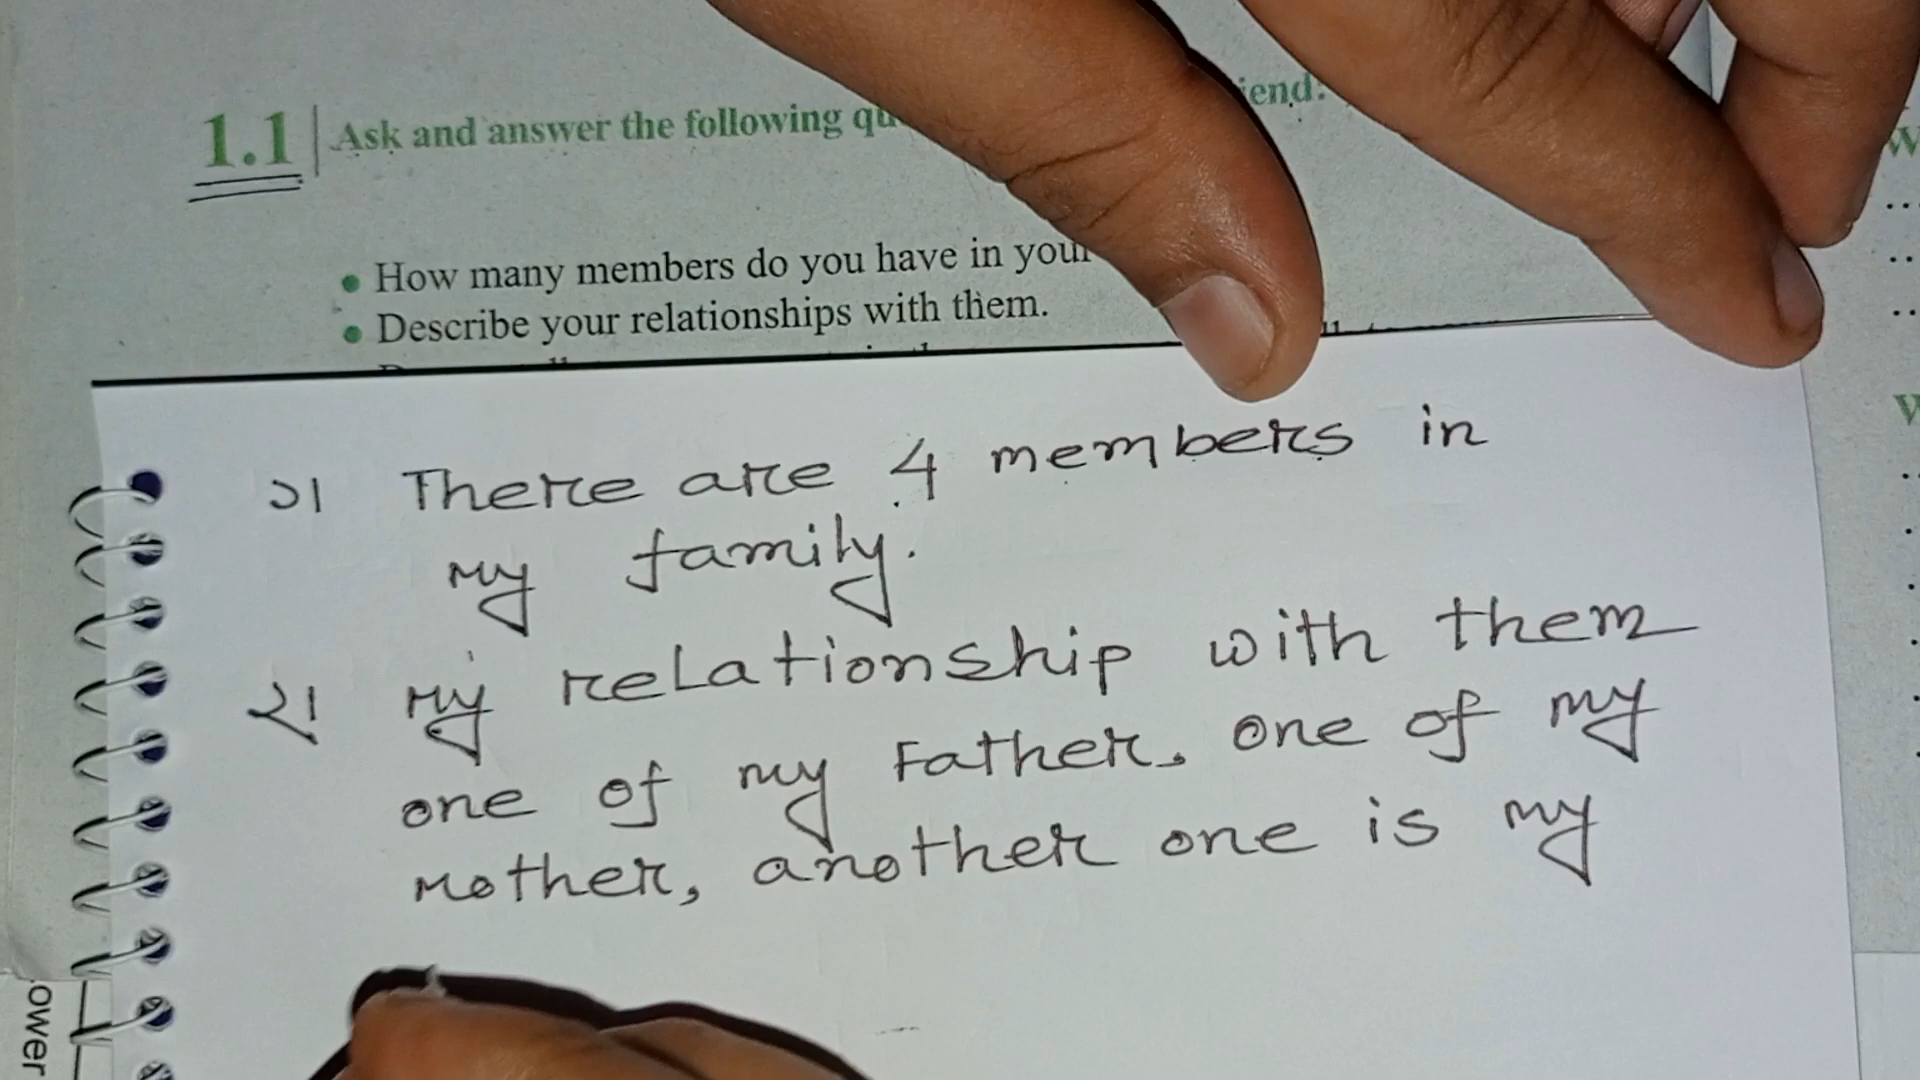 1.1 Ask and answer the following
iend:
• How many members do you have in your
• Describe your relationships with them.
১। There are 4 members in
my family.
২। My relationship with them
one of my Father. one of my
Mother, another one is my
ower
W
W